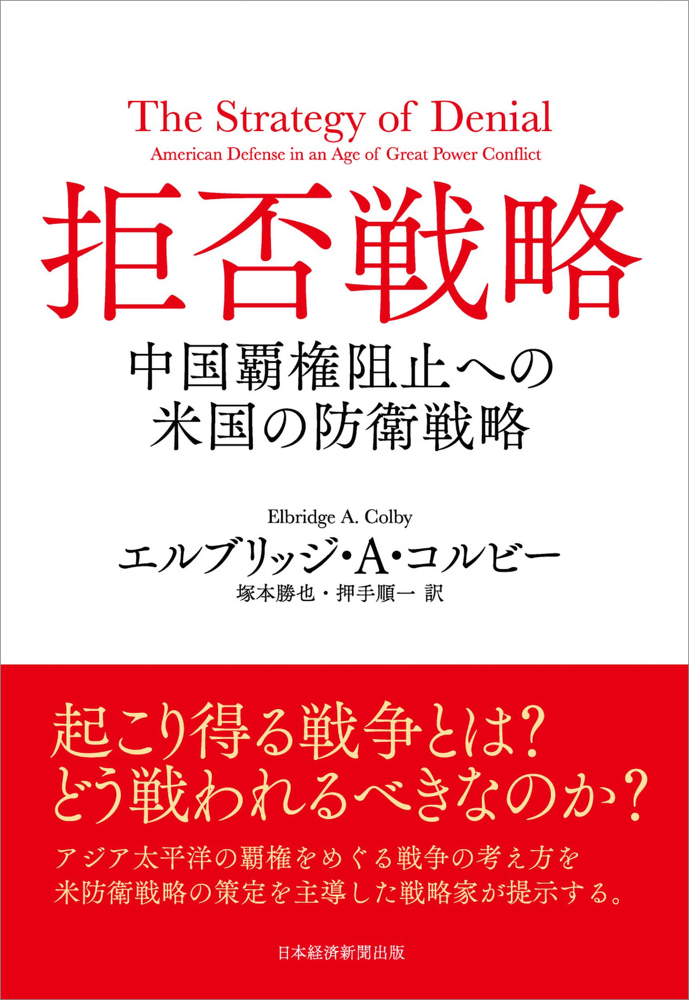 The Strategy of Denial
American Defense in an Age of Great Power Conflict
拒否戦略
中国覇権阻止への
米国の防衛戦略
Elbridge A. Colby
エルブリッジ・A・コルビー
塚本勝也・押手順一 訳
起こり得る戦争とは?
どう戦われるべきなのか?
アジア太平洋の覇権をめぐる戦争の考え方を
米防衛戦略の策定を主導した戦略家が提示する。
日本経済新聞出版